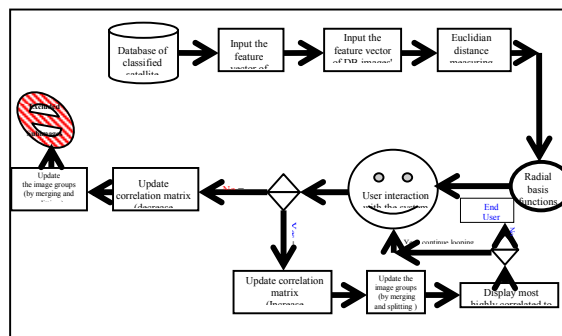 Database of
classified
satellite
Input the
feature
vector of
Input the
feature vector
of DB images'
Euclidian
distance
measuring
Radial
basis
functions
User interaction
with the system
End
User
Yes continue looping
Display most
highly correlated to
Update the
image groups
(by merging
and splitting )
Update correlation
matrix
(Increase
Update
correlation matrix
(decrease
Update
the image groups
(by merging and
Excluded